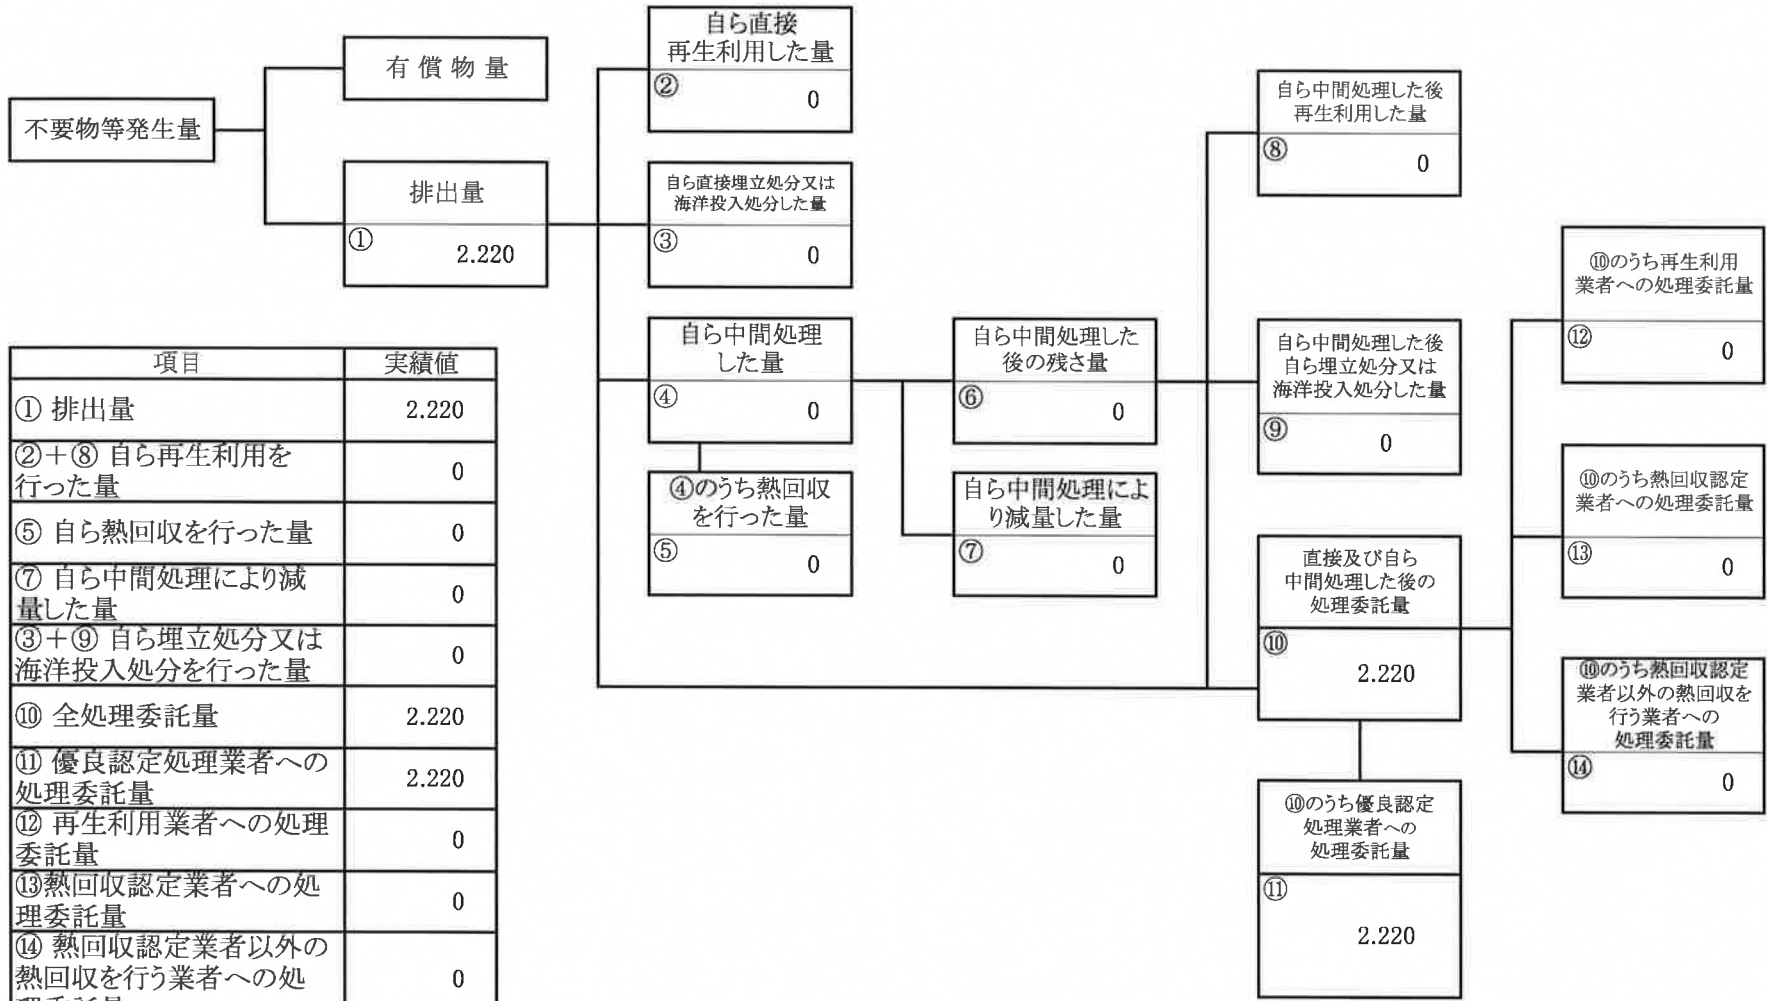 不要物等発生量
有償物量
排出量
①
2.220
自ら直接
再生利用した量
②
0
自ら直接埋立処分又は
海洋投入処分した量
③
0
自ら中間処理
した量
④
0
④のうち熱回収
を行った量
⑤
0
自ら中間処理した
後の残さ量
⑥
0
自ら中間処理によ
り減量した量
⑦
0
自ら中間処理した後
再生利用した量
⑧
0
自ら中間処理した後
自ら埋立処分又は
海洋投入処分した量
⑨
0
直接及び自ら
中間処理した後の
処理委託量
⑩
2.220
⑩のうち優良認定
処理業者への
処理委託量
⑪
2.220
⑩のうち再生利用
業者への処理委託量
⑫
0
⑩のうち熱回収認定
業者への処理委託量
⑬
0
⑩のうち熱回収認定
業者以外の熱回収を
行う業者への
処理委託量
⑭
0
項目 実績値
① 排出量 2.220
②+⑧ 自ら再生利用を
行った量 0
⑤ 自ら熱回収を行った量 0
⑦ 自ら中間処理により減
量した量 0
③+⑨ 自ら埋立処分又は
海洋投入処分を行った量 0
⑩ 全処理委託量 2.220
⑪ 優良認定処理業者への
処理委託量 2.220
⑫ 再生利用業者への処理
委託量 0
⑬熱回収認定業者への処
理委託量 0
⑭ 熱回収認定業者以外の
熱回収を行う業者への処 0
理委託量